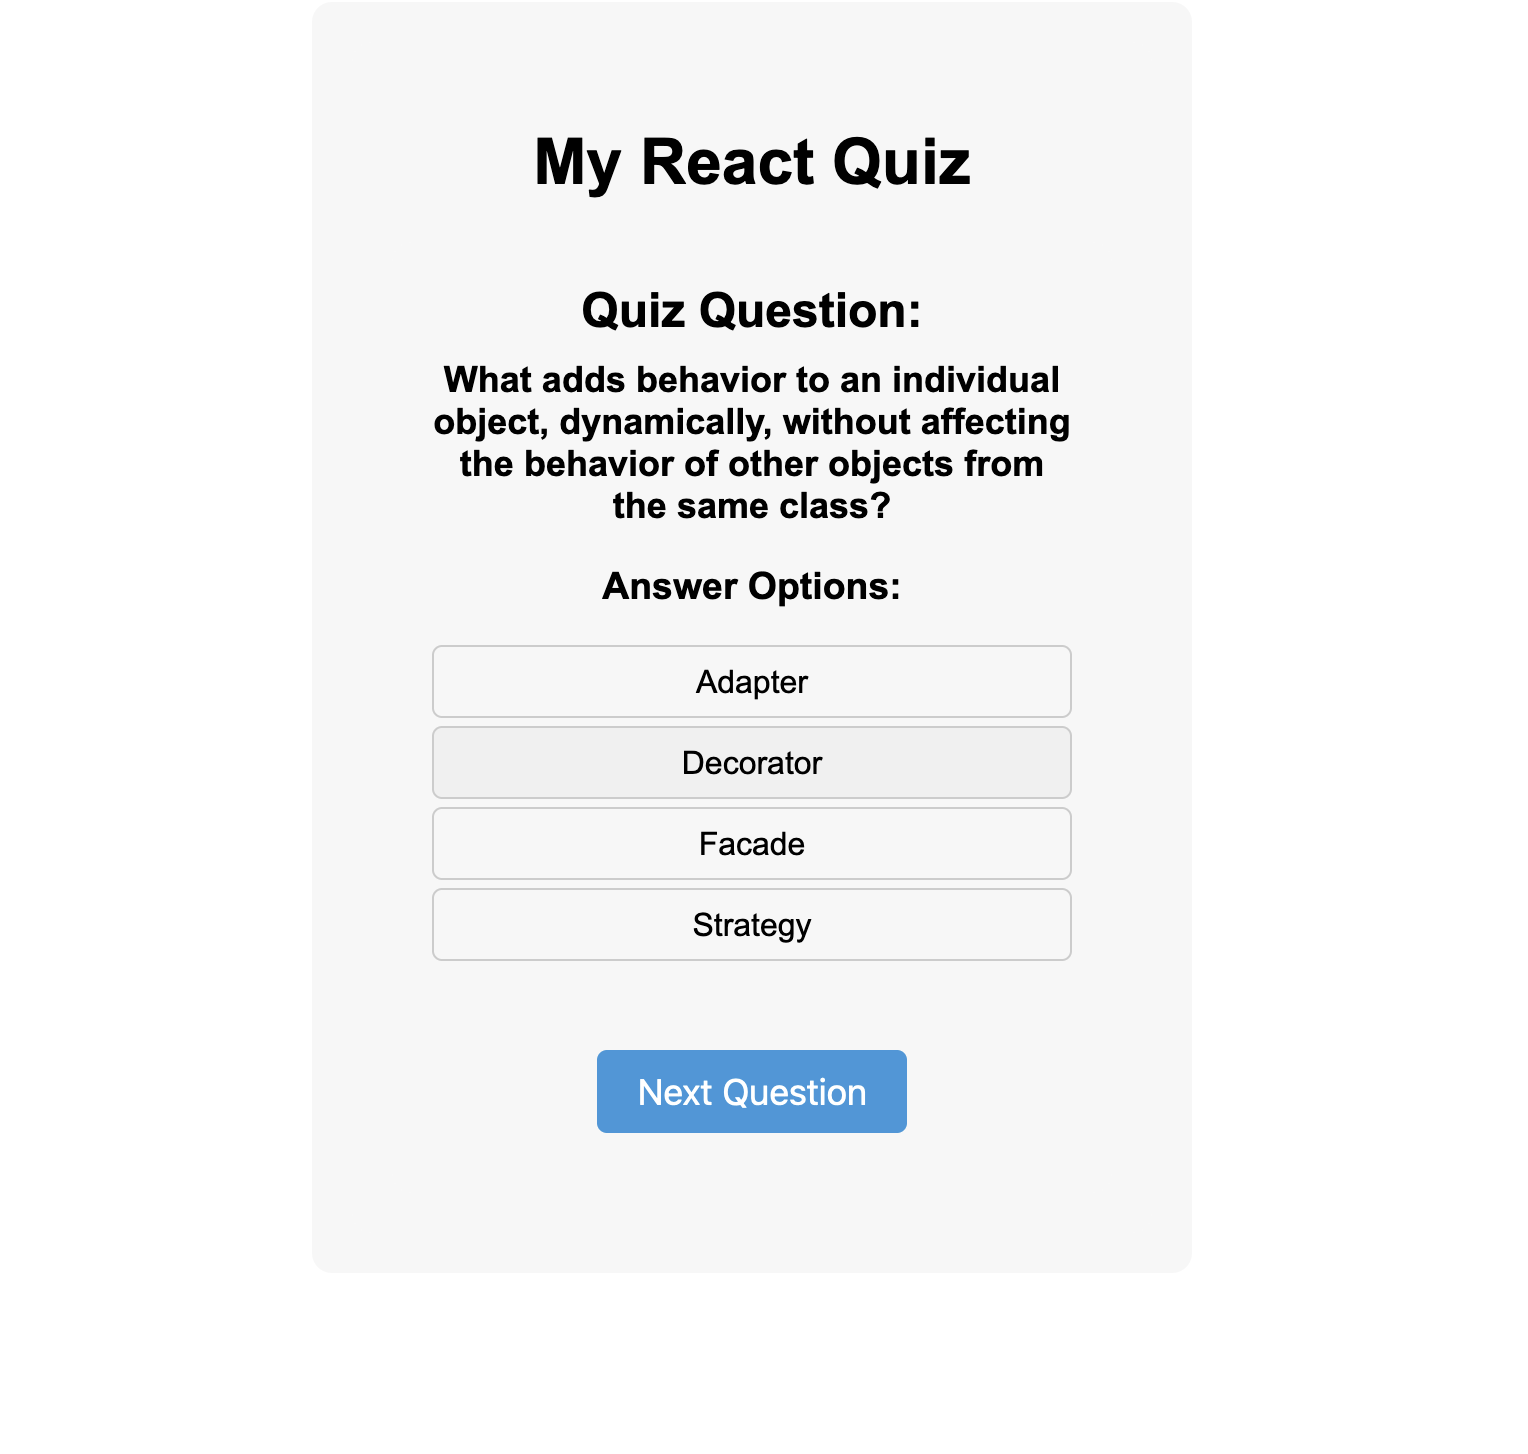 My React Quiz
Quiz Question:
What adds behavior to an individual
object, dynamically, without affecting
the behavior of other objects from
the same class?
Answer Options:
Adapter
Decorator
Facade
Strategy
Next Question